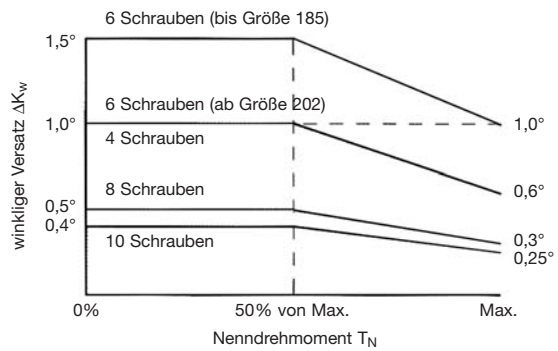 6 Schrauben (bis Größe 185)
1,5°
winkliger Versatz ΔKw
6 Schrauben (ab Größe 202)
1,0°
1,0°
4 Schrauben
8 Schrauben
0,6°
0,5°
0,4°
10 Schrauben
0,3°
0,25°
0%
50% von Max.
Max.
Nenndrehmoment TN